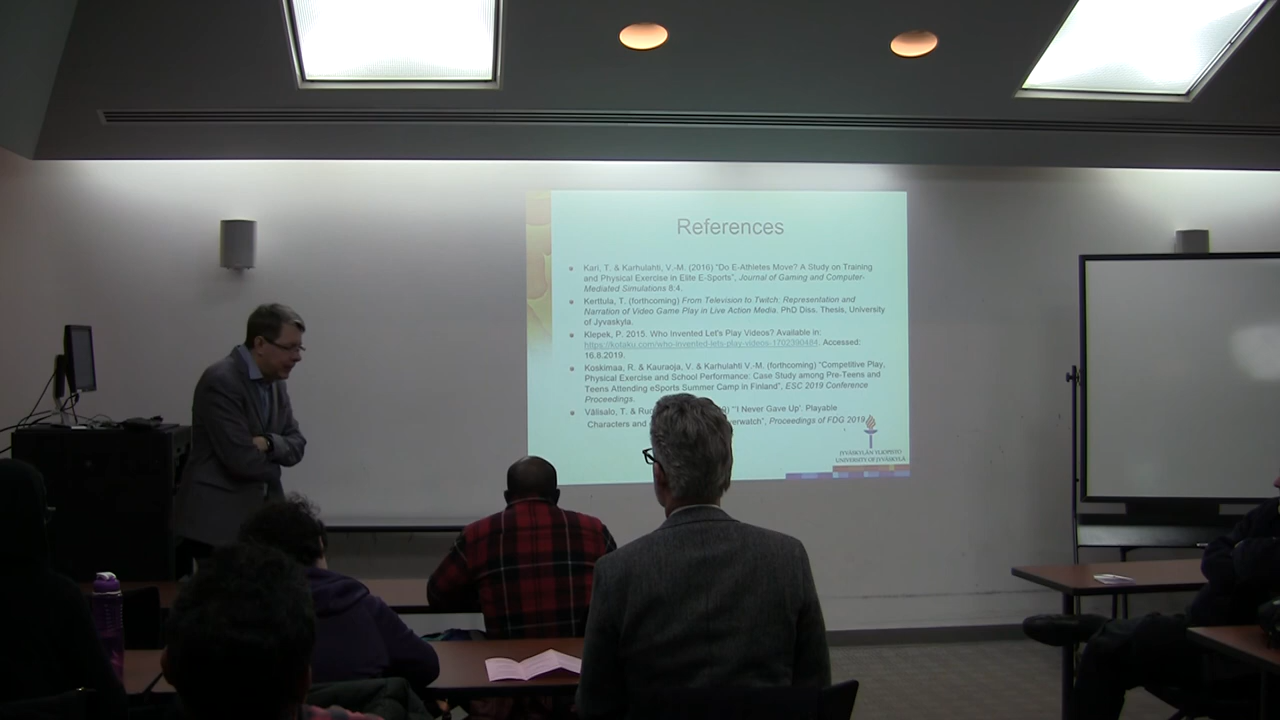 References
Kari, T. & Karhulahti, V.-M. (2016) "Do E-Athletes Move? A Study on Training
and Physical Exercise in Elite E-Sports", Journal of Gaming and Computer-
Mediated Simulations 8:4.
Kerttula, T. (forthcoming) From Television to Twitch: Representation and
Narration of Video Game Play in Live Action Media. PhD Diss. Thesis, University
of Jyvaskyla.
Klepek, P. 2015. Who Invented Let's Play Videos? Available in:
https://kotaku.com/who-invented-lets-play-videos-1702390484. Accessed:
16.8.2019.
Koskimaa, R. & Kauraoja, V. & Karhulahti V.-M. (forthcoming) "Competitive Play,
Physical Exercise and School Performance: Case Study among Pre-Teens and
Teens Attending eSports Summer Camp in Finland", ESC 2019 Conference
Proceedings.
Välisalo, T. & "'I Never Gave Up'. Playable
Characters and Proceedings of FDG 2019
JYVÄSKYLÄN YLIOPISTO
UNIVERSITY OF JYVÄSKYLÄ